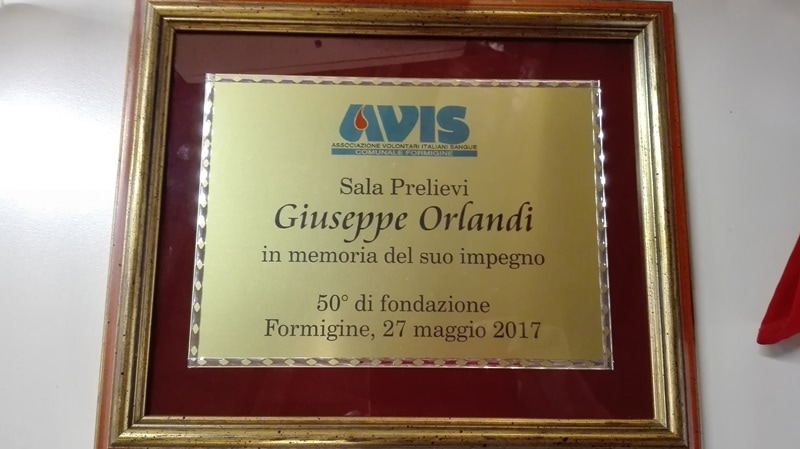 AVIS
ASSOCIAZIONE VOLONTARI ITALIANI SANGUE
COMUNALE FORMIGINE
Sala Prelievi
Giuseppe Orlandi
in memoria del suo impegno
50° di fondazione
Formigine, 27 maggio 2017